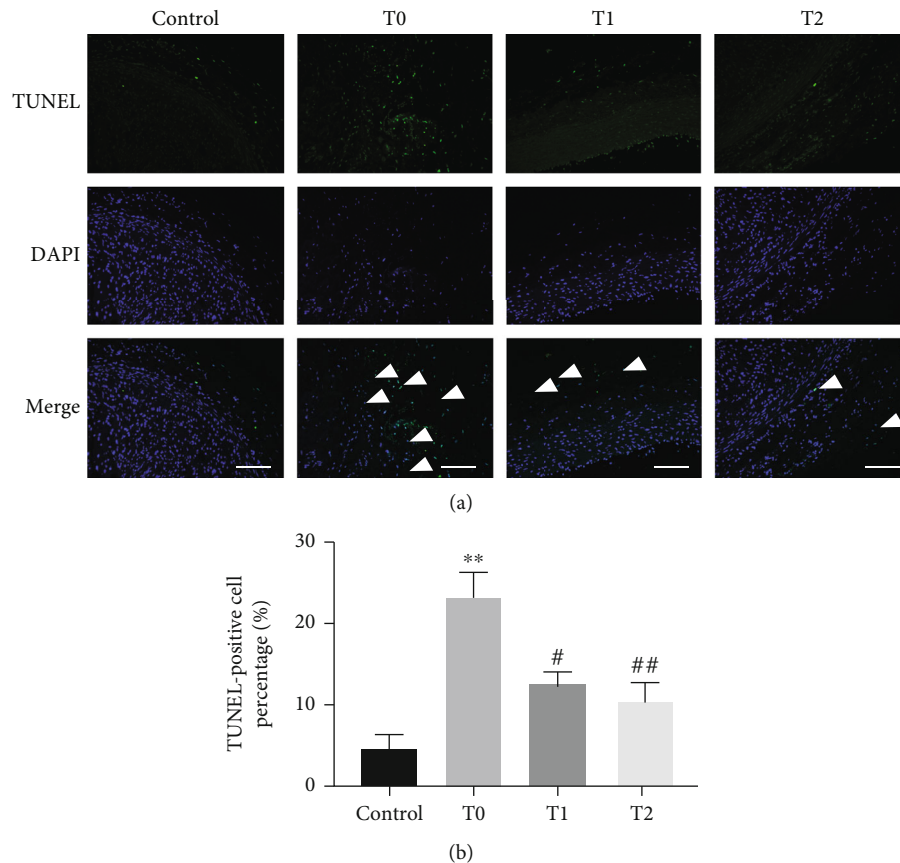 Control T0 T1 T2
TUNEL
DAPI
Merge
(a)
TUNEL-positive cell
percentage (%)
30
20
10
0
**
#
##
Control T0 T1 T2
(b)